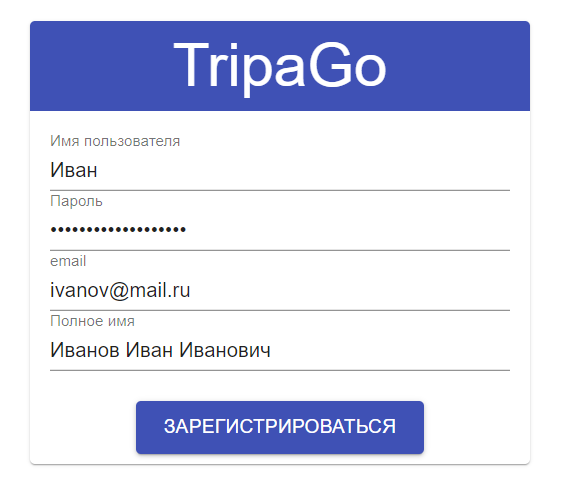 TripaGo
Имя пользователя
Иван
Пароль
•••••••••••••••••••
email
ivanov@mail.ru
Полное имя
Иванов Иван Иванович
ЗАРЕГИСТРИРОВАТЬСЯ